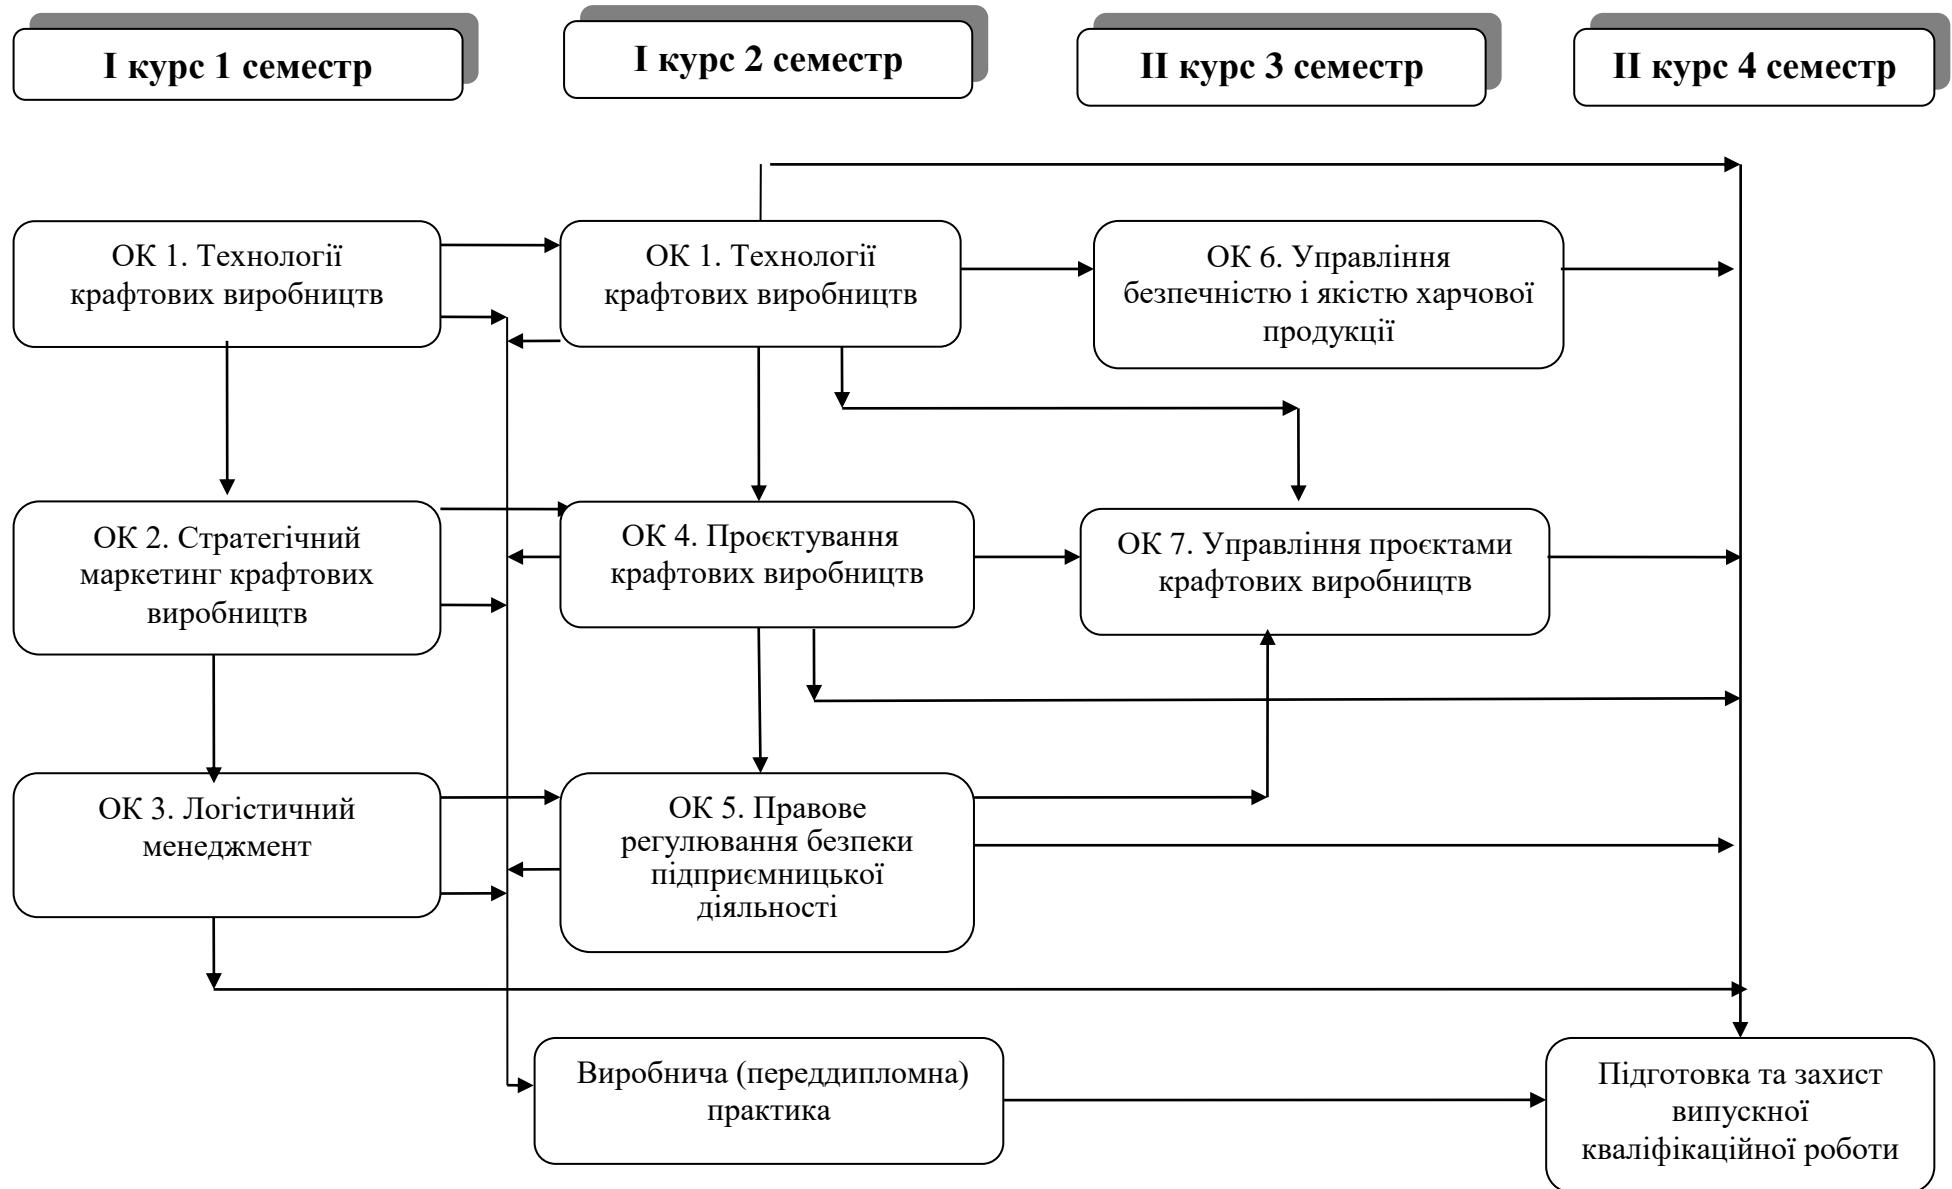 І курс 1 семестр
І курс 2 семестр
ІІ курс 3 семестр
ІІ курс 4 семестр
ОК 1. Технології
крафтових виробництв
ОК 1. Технології
крафтових виробництв
ОК 6. Управління
безпечністю і якістю харчової
продукції
ОК 2. Стратегічний
маркетинг крафтових
виробництв
ОК 4. Проєктування
крафтових виробництв
ОК 7. Управління проєктами
крафтових виробництв
ОК 3. Логістичний
менеджмент
ОК 5. Правове
регулювання безпеки
підприємницької
діяльності
Виробнича (переддипломна)
практика
Підготовка та захист
випускної
кваліфікаційної роботи